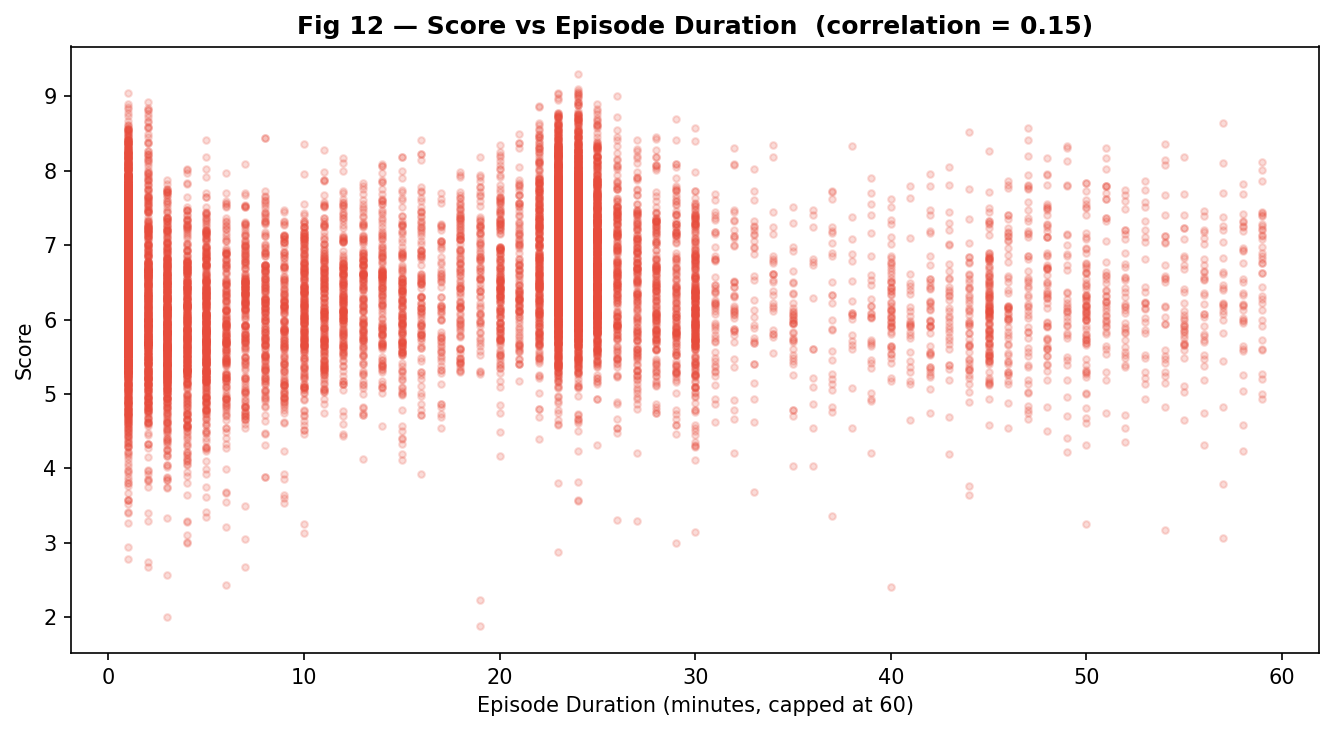 Fig 12 — Score vs Episode Duration  (correlation = 0.15)
Score
9
8
7
6
5
4
3
2
0 10 20 30 40 50 60
Episode Duration (minutes, capped at 60)